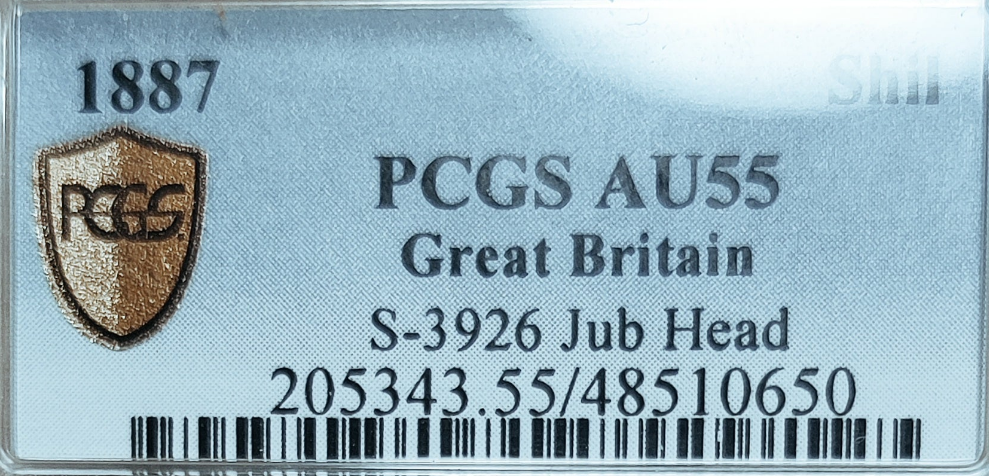 1887 Shil
PCGS
PCGS AU55
Great Britain
S-3926 Jub Head
205343.55/48510650